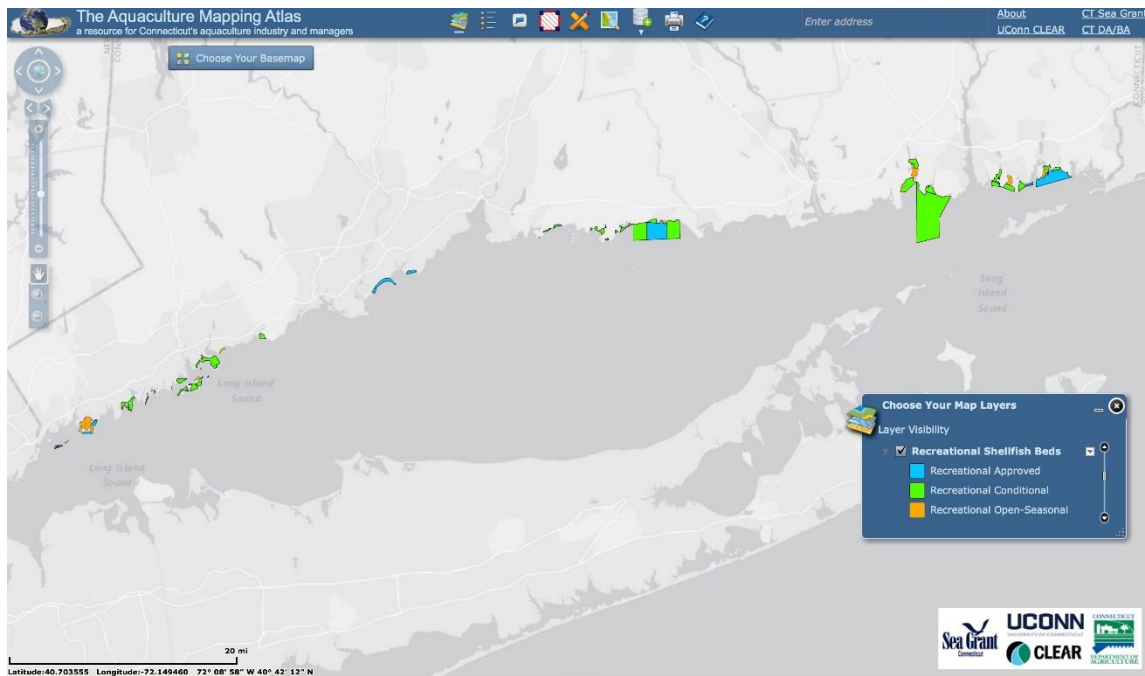 The Aquaculture Mapping Atlas
a resource for Connecticut's aquaculture industry and managers
Enter address
About
CT Sea Grant
UConn CLEAR
CT DA/BA
Choose Your Basemap
CONNECTICUT
Long
Island
Sound
Long Island
Sound
Long Island
Sound
Choose Your Map Layers
Layer Visibility
Recreational Shellfish Beds
Recreational Approved
Recreational Conditional
Recreational Open-Seasonal
20 mi
Latitude:40.703555 Longitude:-72.149460 72° 08' 58" W 40° 42' 12" N
Sea Grant
Connecticut
UCONN
UNIVERSITY OF CONNECTICUT
CLEAR
CONNECTICUT
DEPARTMENT OF
AGRICULTURE